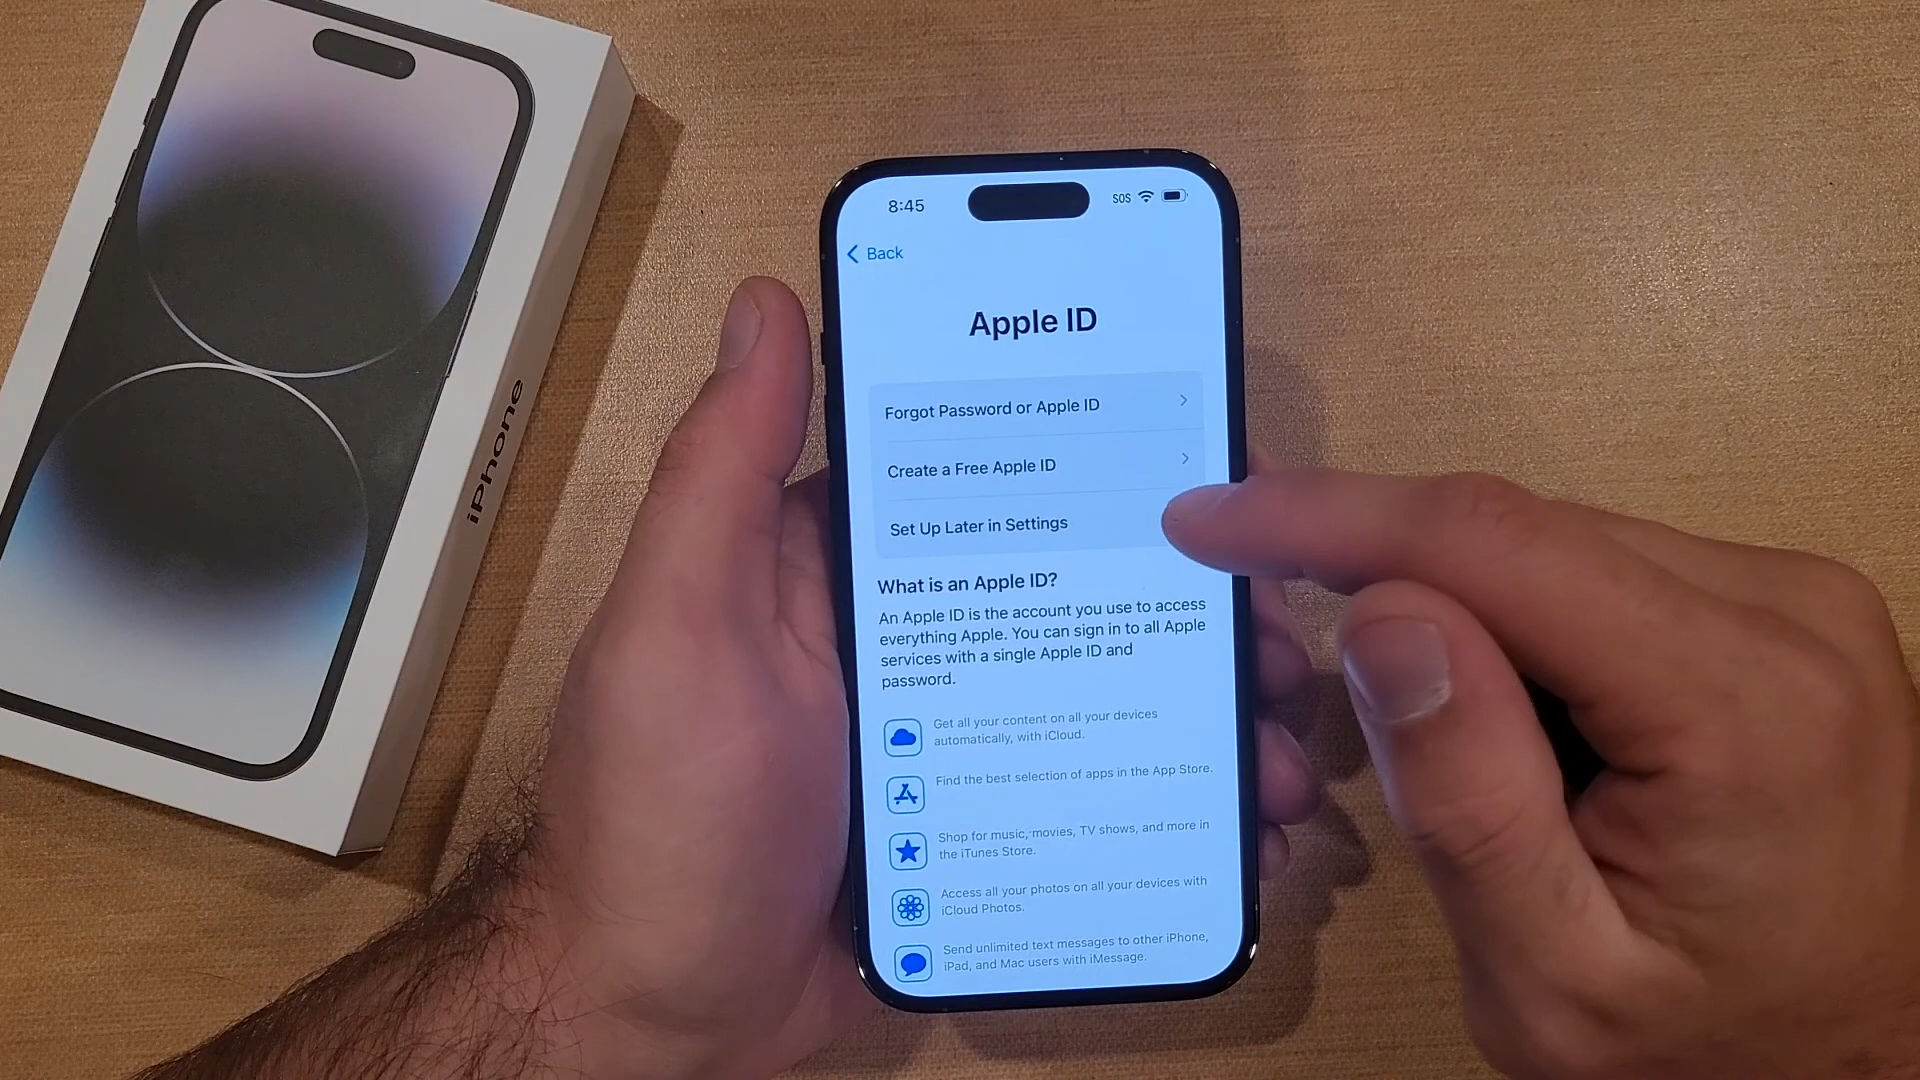 iPhone
8:45
SOS
Back
Apple ID
Forgot Password or Apple ID
Create a Free Apple ID
Set Up Later in Settings
What is an Apple ID?
An Apple ID is the account you use to access
everything Apple. You can sign in to all Apple
services with a single Apple ID and
password.
Get all your content on all your devices
automatically, with iCloud.
Find the best selection of apps in the App Store.
Shop for music, movies, TV shows, and more in
the iTunes Store.
Access all your photos on all your devices with
iCloud Photos.
Send unlimited text messages to other iPhone,
iPad, and Mac users with iMessage.